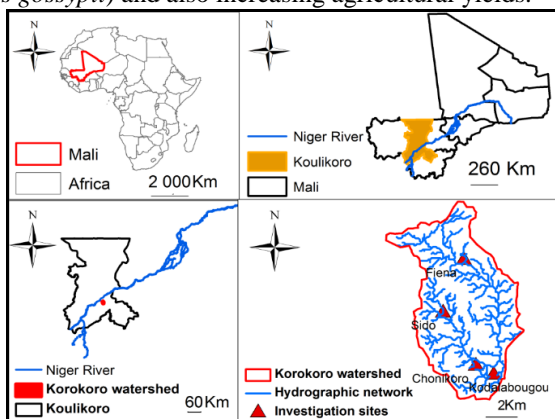 s gossypii) and also increasing agricultural yields.
N
Mali
Africa
2 000Km
N
Niger River
Koulikoro
Mali
260 Km
N
Niger River
Korokoro watershed
Koulikoro
60Km
N
Fiena
Sido
Chonikoro
Kodalabougou
Korokoro watershed
Hydrographic network
Investigation sites
2Km